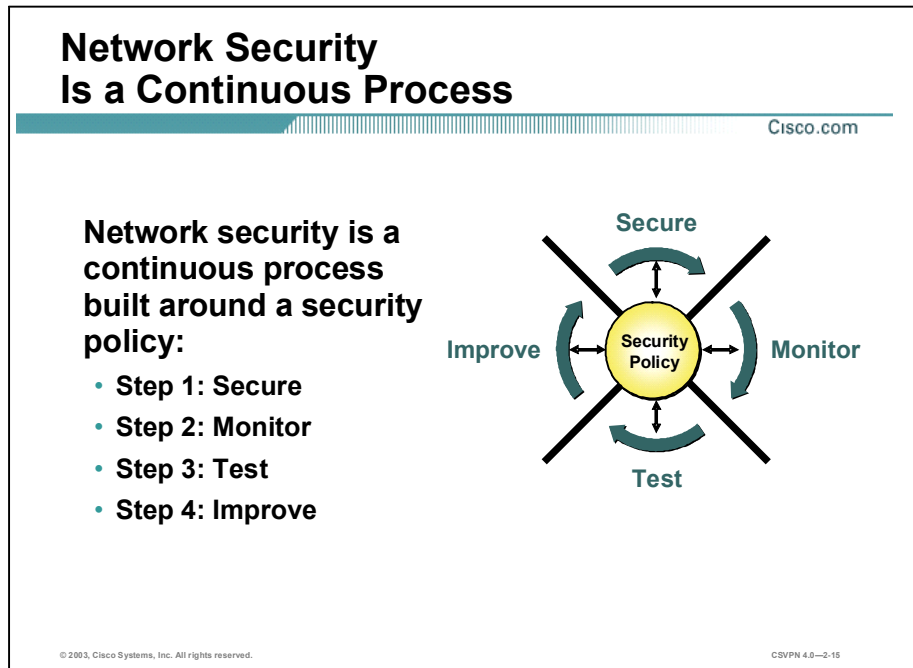 Network Security
Is a Continuous Process
Cisco.com
Network security is a
continuous process
built around a security
policy:
• Step 1: Secure
• Step 2: Monitor
• Step 3: Test
• Step 4: Improve
Secure
Improve
Security
Policy
Monitor
Test
© 2003, Cisco Systems, Inc. All rights reserved.
CSVPN 4.0—2-15